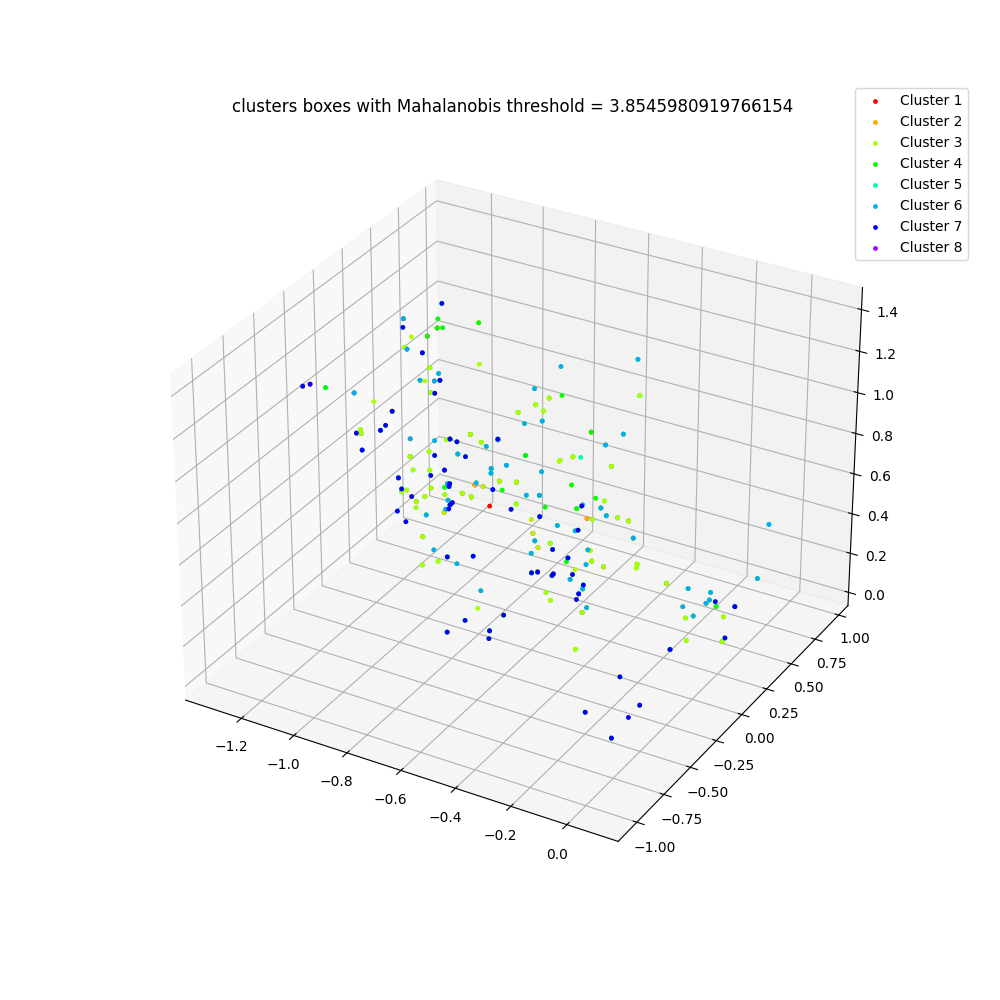 clusters boxes with Mahalanobis threshold = 3.8545980919766154
Cluster 1
Cluster 2
Cluster 3
Cluster 4
Cluster 5
Cluster 6
Cluster 7
Cluster 8
1.4
1.2
1.0
0.8
0.6
0.4
0.2
0.0
1.00
0.75
0.50
0.25
0.00
−0.25
−0.50
−0.75
−1.00
−1.2
−1.0
−0.8
−0.6
−0.4
−0.2
0.0